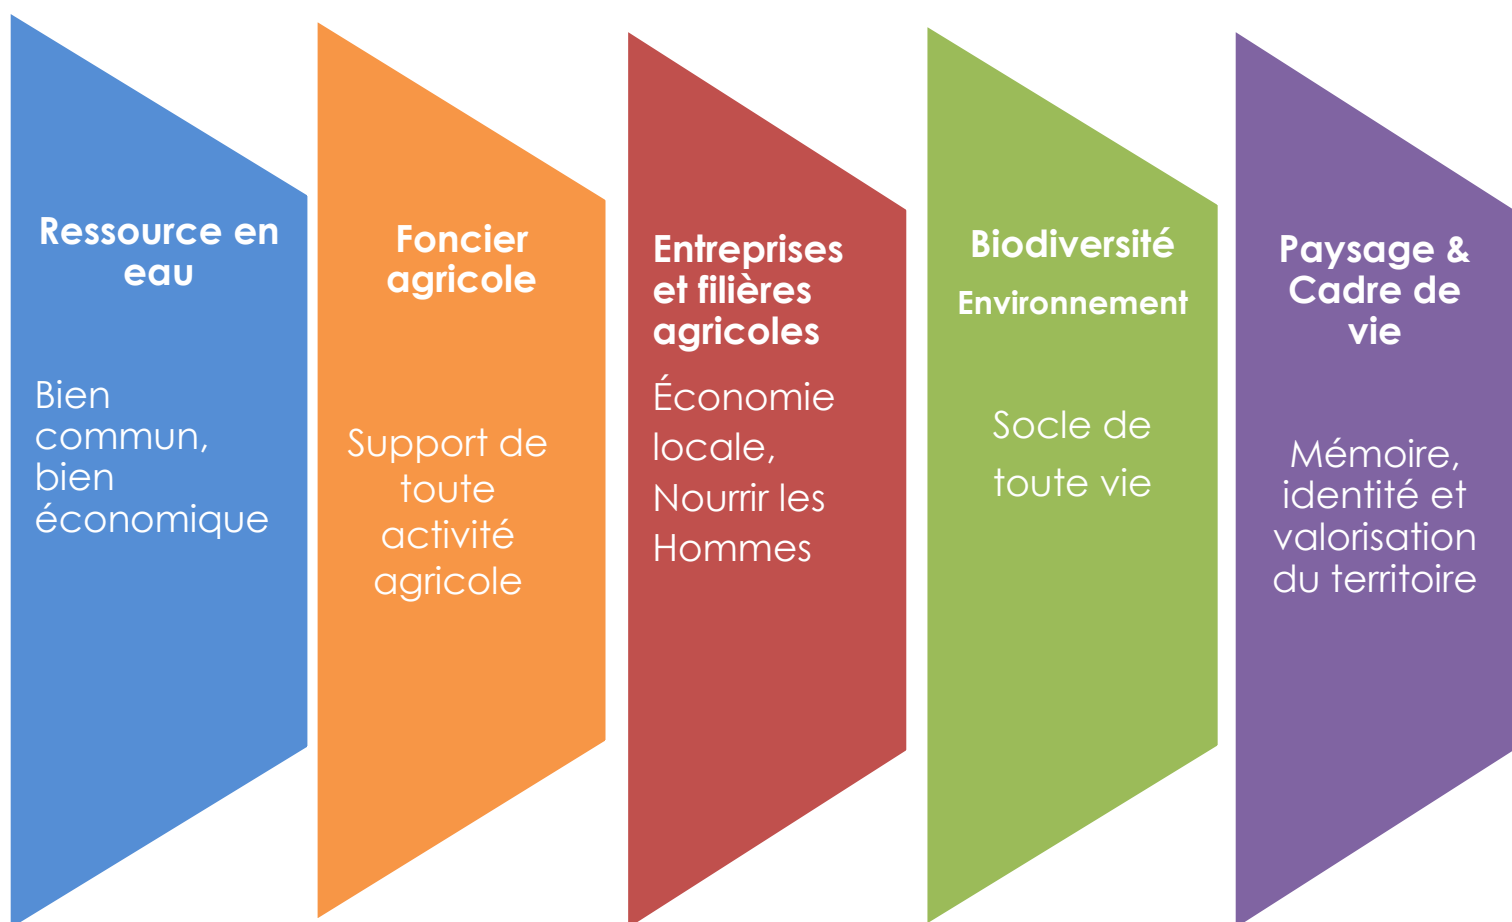 Ressource en
eau
Bien
commun,
bien
économique
Foncier
agricole
Support de
toute
activité
agricole
Entreprises
et filières
agricoles
Économie
locale,
Nourrir les
Hommes
Biodiversité
Environnement
Socle de
toute vie
Paysage &
Cadre de
vie
Mémoire,
identité et
valorisation
du territoire